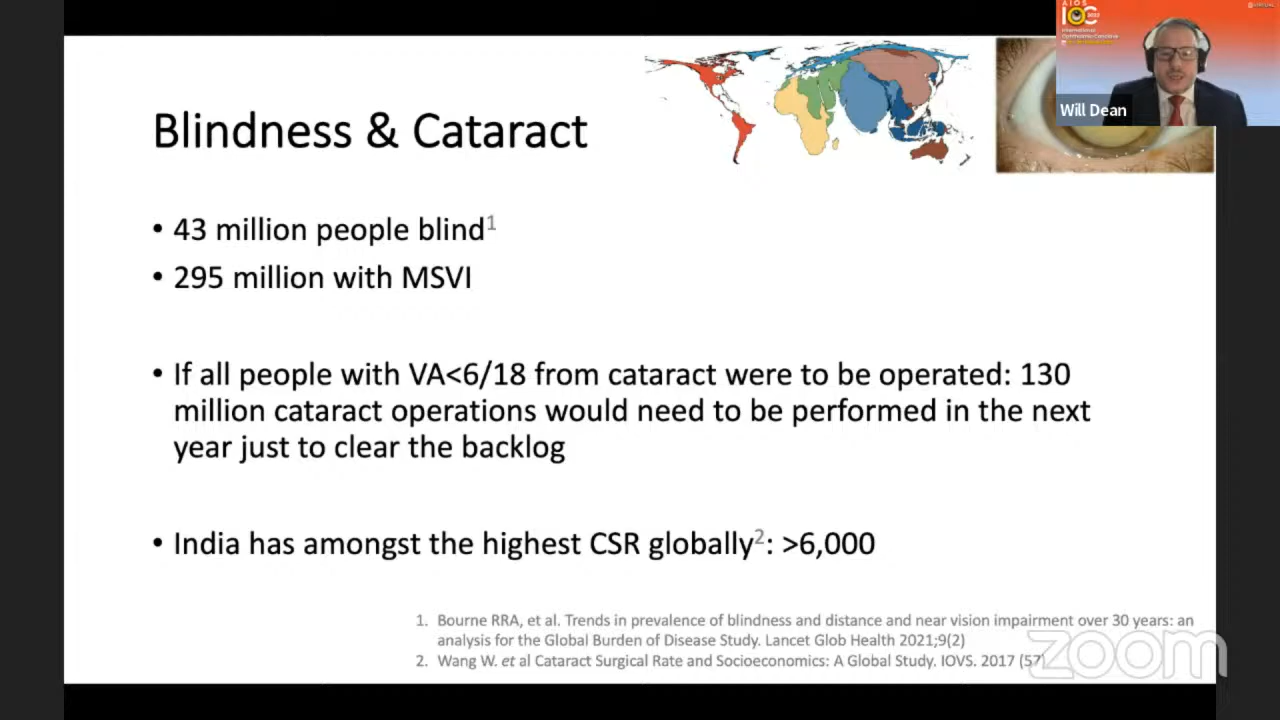 AIOS
IOC
Will Dean
Blindness & Cataract
• 43 million people blind1
• 295 million with MSVI
• If all people with VA<6/18 from cataract were to be operated: 130
million cataract operations would need to be performed in the next
year just to clear the backlog
• India has amongst the highest CSR globally2: >6,000
1. Bourne RRA, et al. Trends in prevalence of blindness and distance and near vision impairment over 30 years: an
analysis for the Global Burden of Disease Study. Lancet Glob Health 2021;9(2)
2. Wang W. et al Cataract Surgical Rate and Socioeconomics: A Global Study. IOVS. 2017 (57)
zoom